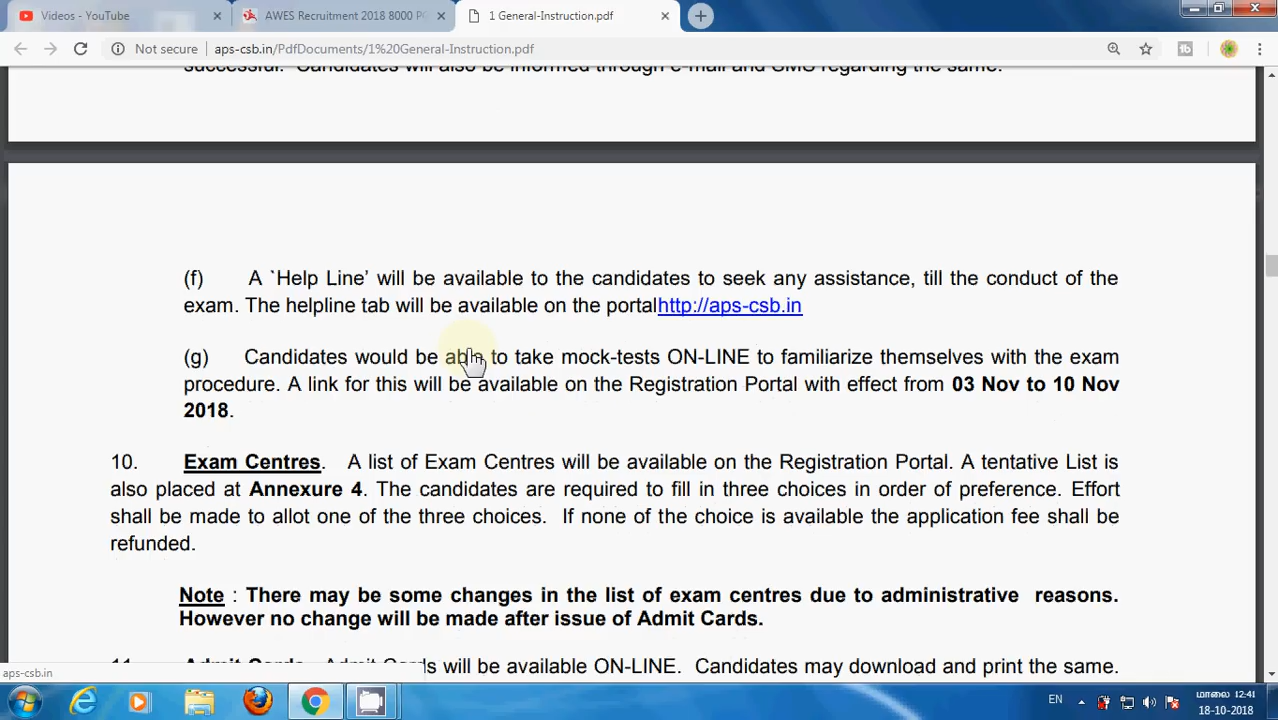 Videos - YouTube
AWES Recruitment 2018 8000 PG
1 General-Instruction.pdf
Not secure
aps-csb.in/PdfDocuments/1%20General-Instruction.pdf
successful. Candidates will also be informed through e-mail and SMS regarding the same.
(f) A `Help Line’ will be available to the candidates to seek any assistance, till the conduct of the
exam. The helpline tab will be available on the portalhttp://aps-csb.in
(g) Candidates would be able to take mock-tests ON-LINE to familiarize themselves with the exam
procedure. A link for this will be available on the Registration Portal with effect from 03 Nov to 10 Nov
2018.
10. Exam Centres. A list of Exam Centres will be available on the Registration Portal. A tentative List is
also placed at Annexure 4. The candidates are required to fill in three choices in order of preference. Effort
shall be made to allot one of the three choices. If none of the choice is available the application fee shall be
refunded.
Note : There may be some changes in the list of exam centres due to administrative reasons.
However no change will be made after issue of Admit Cards.
11. Admit Cards. Admit Cards will be available ON-LINE. Candidates may download and print the same.
aps-csb.in
EN
மாலை 12:41
18-10-2018